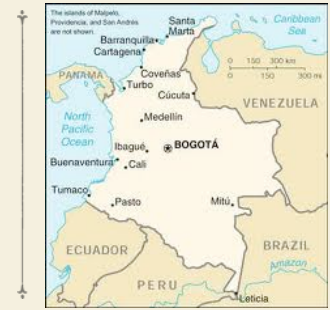 The islands of Malpelo,
Providencia, and San Andrés
are not shown.
Santa
Marta
Caribbean
Sea
Barranquilla
Cartagena
0 150 300 km
0 150 300 mi
PANAMA
Coveñas
Turbo
Cúcuta
VENEZUELA
North
Pacific
Ocean
Medellín
Ibagué
BOGOTÁ
Buenaventura
Cali
Tumaco
Pasto
Mitú
ECUADOR
BRAZIL
PERU
Amazon
Leticia